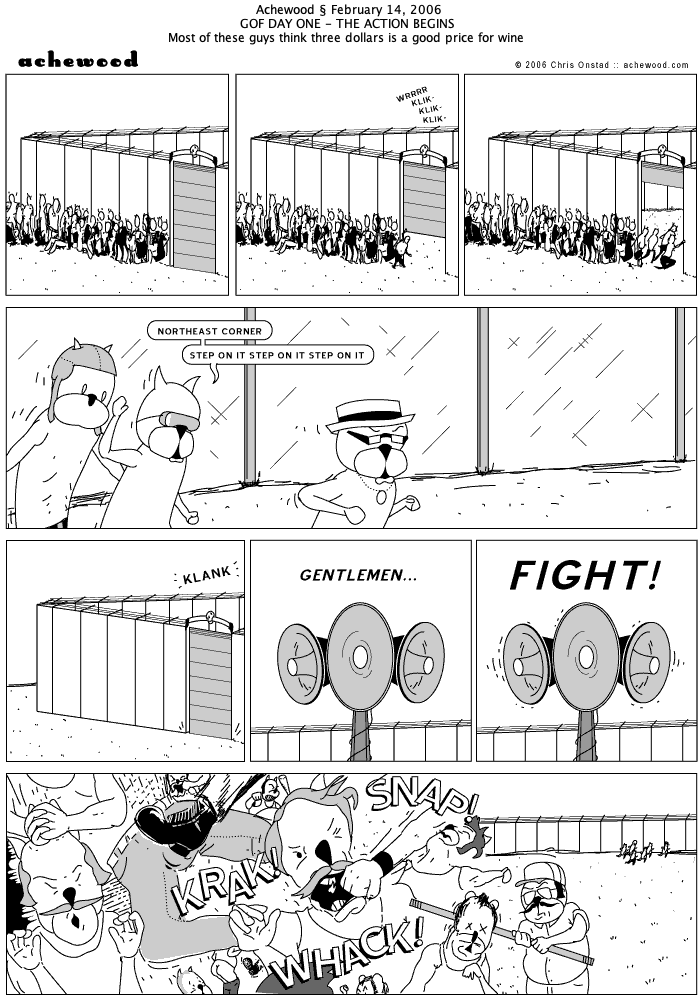 Achewood § February 14, 2006
GOF DAY ONE – THE ACTION BEGINS
Most of these guys think three dollars is a good price for wine
achewood
© 2006 Chris Onstad :: achewood.com
WRRRR
KLIK-
KLIK-
KLIK-
NORTHEAST CORNER
STEP ON IT STEP ON IT STEP ON IT
KLANK
GENTLEMEN...
FIGHT!
SNAP!
KRAK!
WHACK!